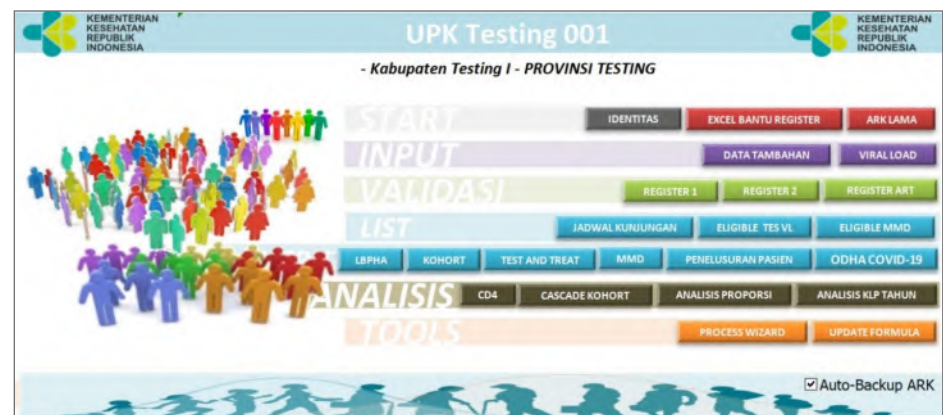 KEMENTERIAN
KESEHATAN
REPUBLIK
INDONESIA
UPK Testing 001
KEMENTERIAN
KESEHATAN
REPUBLIK
INDONESIA
- Kabupaten Testing I - PROVINSI TESTING
START IDENTITAS EXCEL BANTU REGISTER ARK LAMA
INPUT DATA TAMBAHAN VIRAL LOAD
VALIDASI REGISTER 1 REGISTER 2 REGISTER ART
LIST JADWAL KUNJUNGAN ELIGIBLE TES VL ELIGIBLE MMD
LBPHA KOHORT TEST AND TREAT MMD PENELUSURAN PASIEN ODHA COVID-19
ANALISIS CD4 CASCADE KOHORT ANALISIS PROPORSI ANALISIS KLP TAHUN
TOOLS PROCESS WIZARD UPDATE FORMULA
Auto-Backup ARK